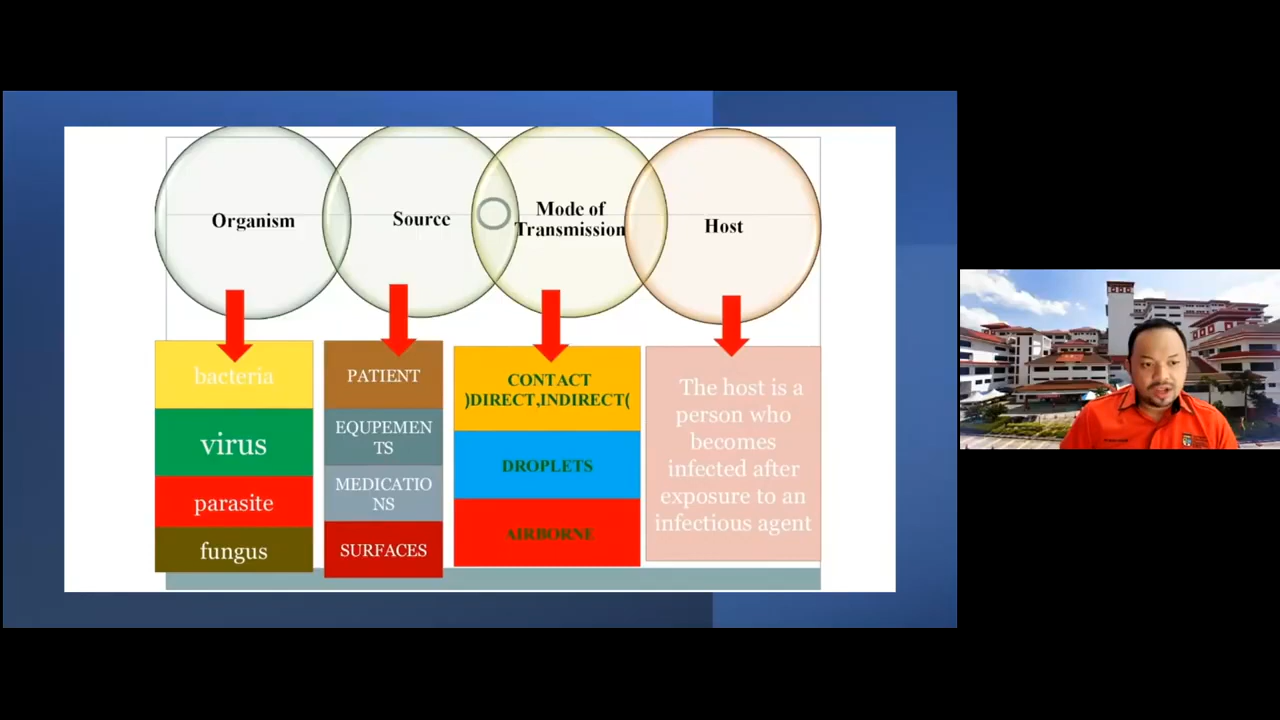 Organism
Source
Mode of
Transmission
Host
bacteria
virus
parasite
fungus
PATIENT
EQUPEMEN
TS
MEDICATIO
NS
SURFACES
CONTACT
)DIRECT,INDIRECT(
DROPLETS
AIRBORNE
The host is a
person who
becomes
infected after
exposure to an
infectious agent